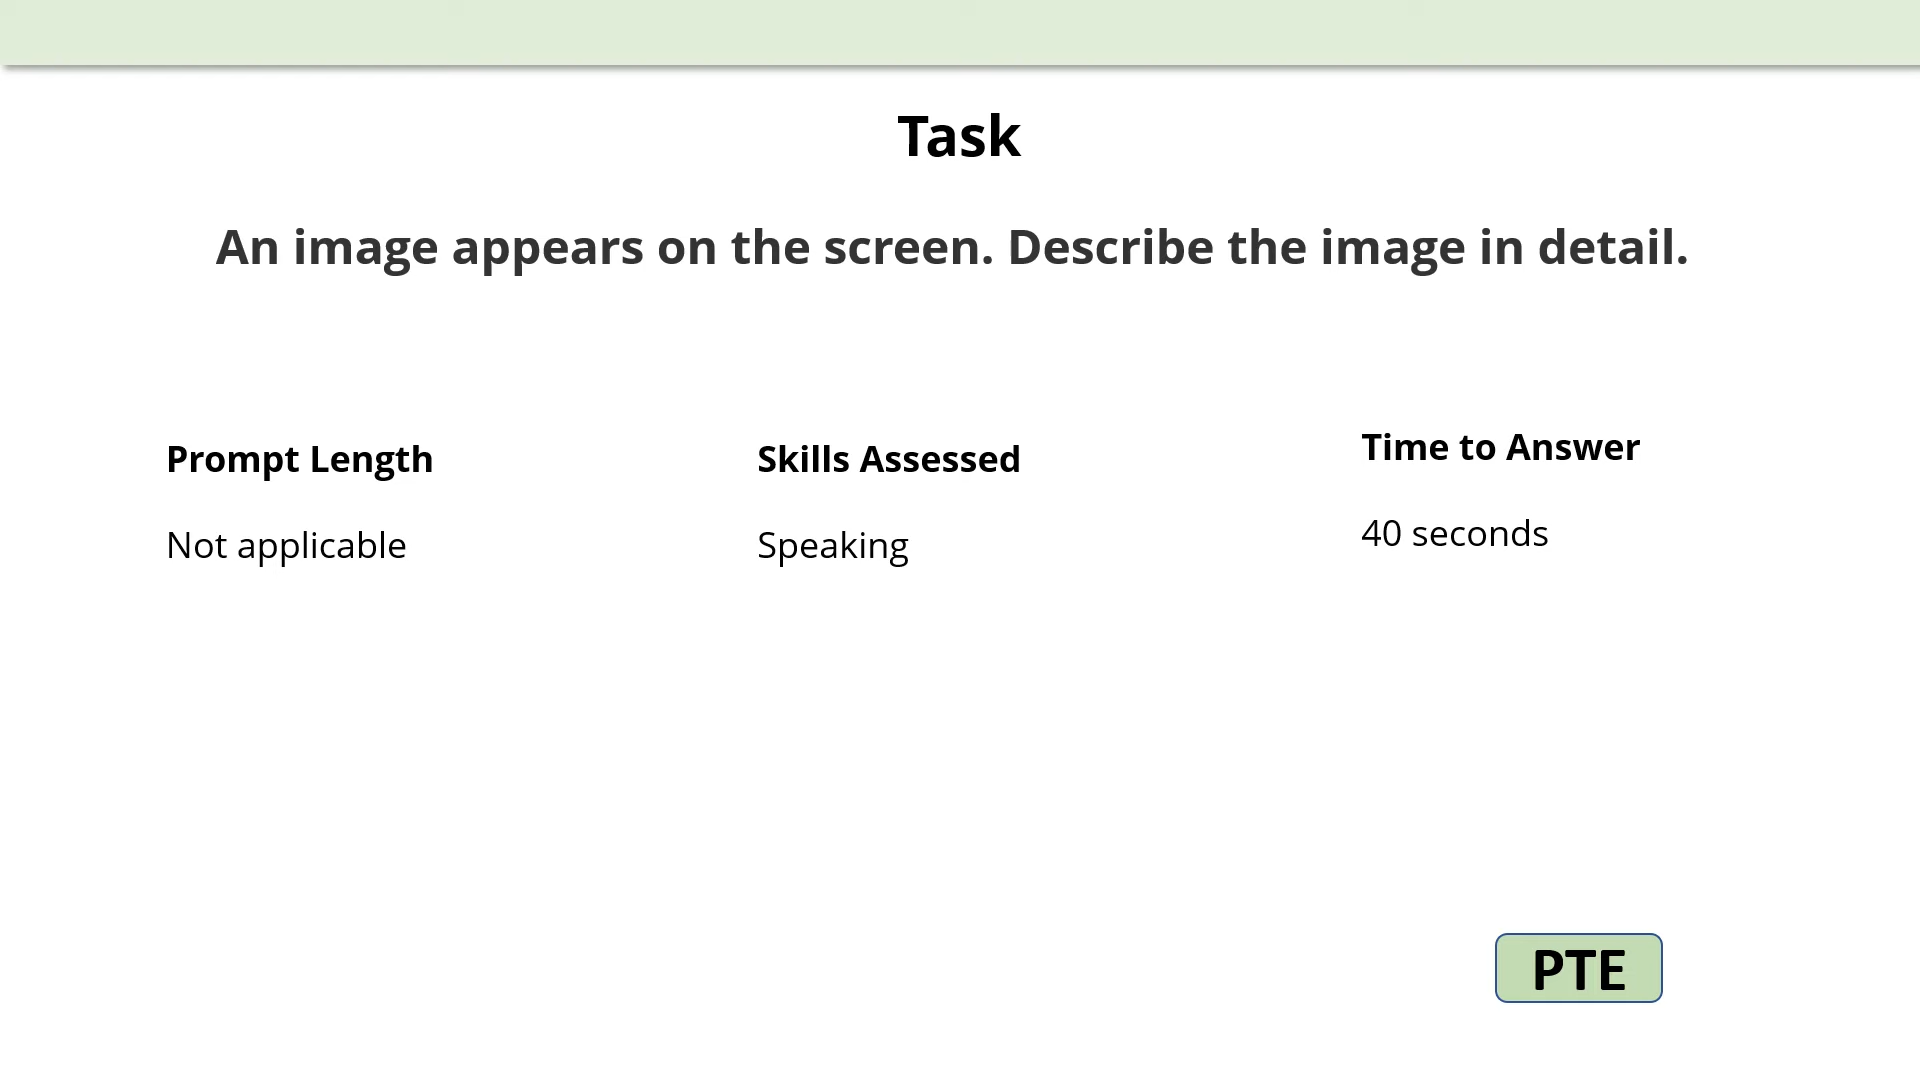 Task
An image appears on the screen. Describe the image in detail.
Prompt Length
Not applicable
Skills Assessed
Speaking
Time to Answer
40 seconds
PTE